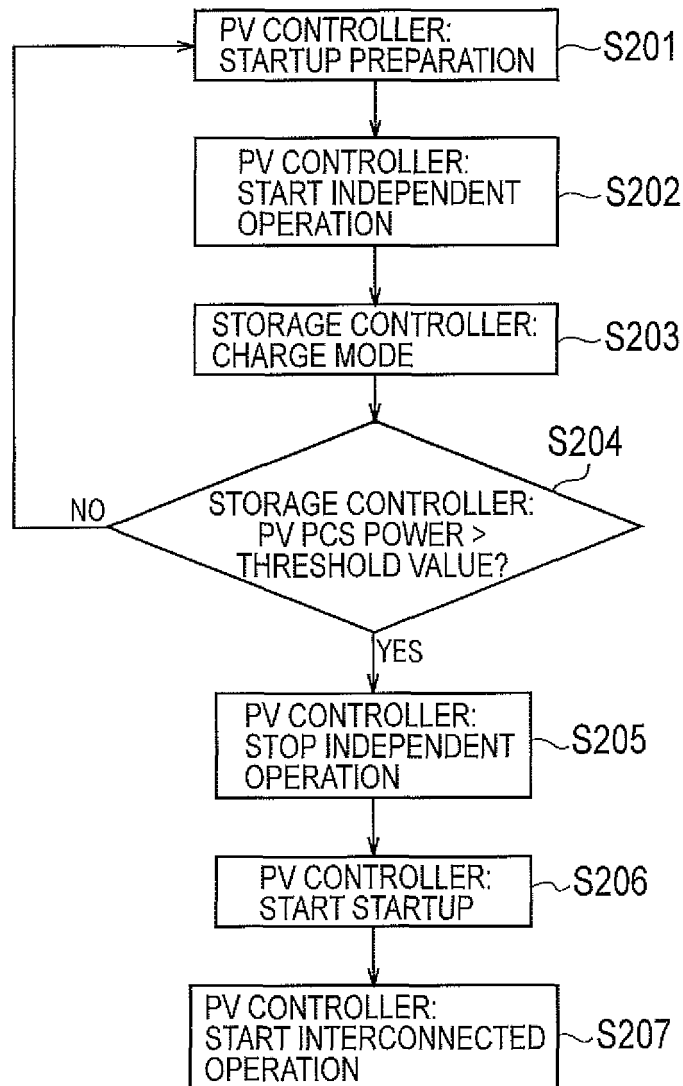 PV CONTROLLER:
STARTUP PREPARATION
S201
PV CONTROLLER:
START INDEPENDENT
OPERATION
S202
STORAGE CONTROLLER:
CHARGE MODE
S203
S204
STORAGE CONTROLLER:
PV PCS POWER >
THRESHOLD VALUE?
NO
YES
PV CONTROLLER:
STOP INDEPENDENT
OPERATION
S205
PV CONTROLLER:
START STARTUP
S206
PV CONTROLLER:
START INTERCONNECTED
OPERATION
S207